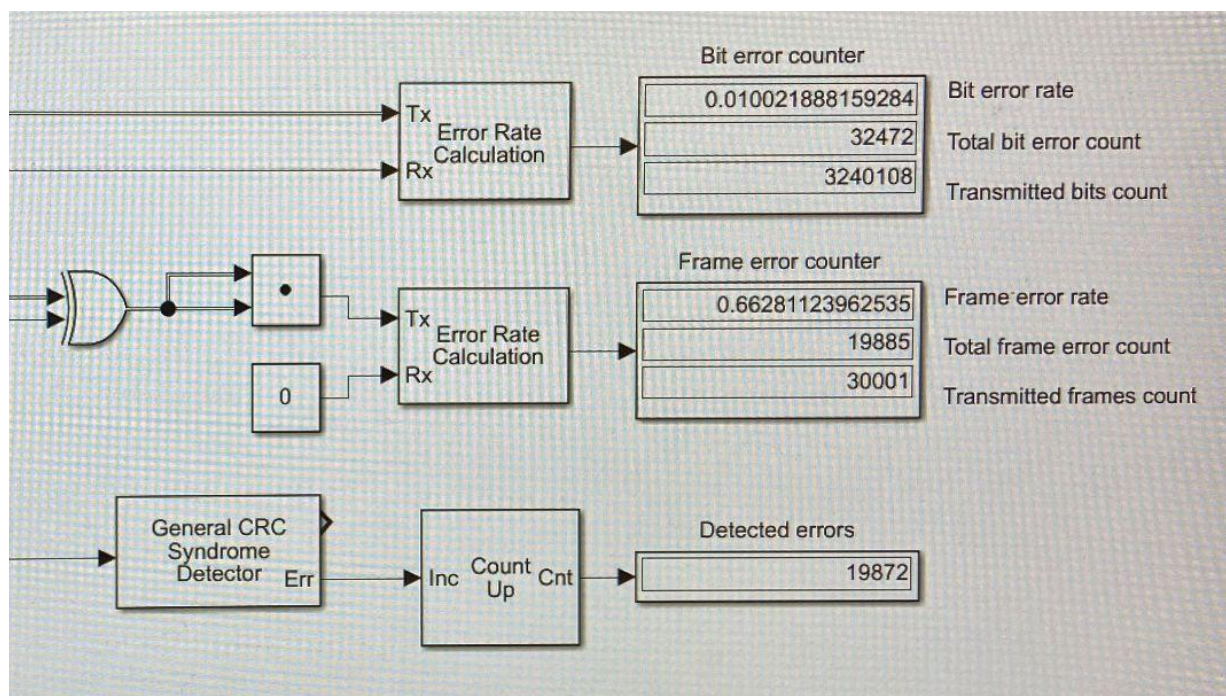 Bit error counter
Tx
Error Rate
Calculation
Rx
0.010021888159284
Bit error rate
32472
Total bit error count
3240108
Transmitted bits count
Frame error counter
Tx
Error Rate
Calculation
Rx
0
0.66281123962535
Frame error rate
19885
Total frame error count
30001
Transmitted frames count
General CRC
Syndrome
Detector
Err
Inc
Count
Up
Cnt
Detected errors
19872